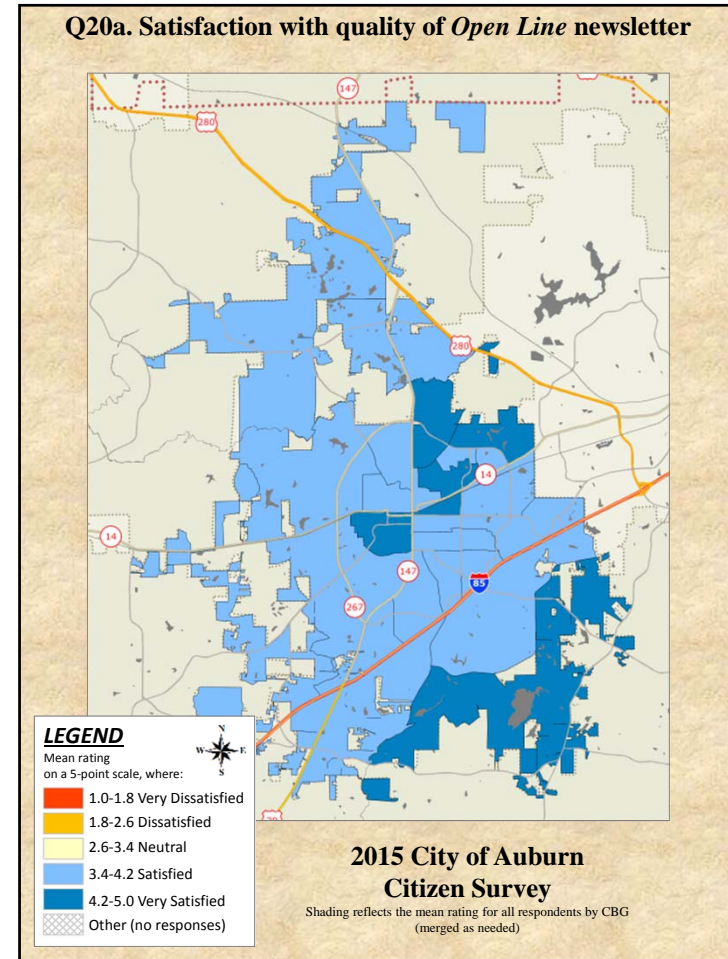 Q20a. Satisfaction with quality of Open Line newsletter
147
280
280
14
14
147
85
267
LEGEND
Mean rating
on a 5-point scale, where:
N
W E
S
1.0-1.8 Very Dissatisfied
1.8-2.6 Dissatisfied
2.6-3.4 Neutral
3.4-4.2 Satisfied
4.2-5.0 Very Satisfied
Other (no responses)
2015 City of Auburn
Citizen Survey
Shading reflects the mean rating for all respondents by CBG
(merged as needed)